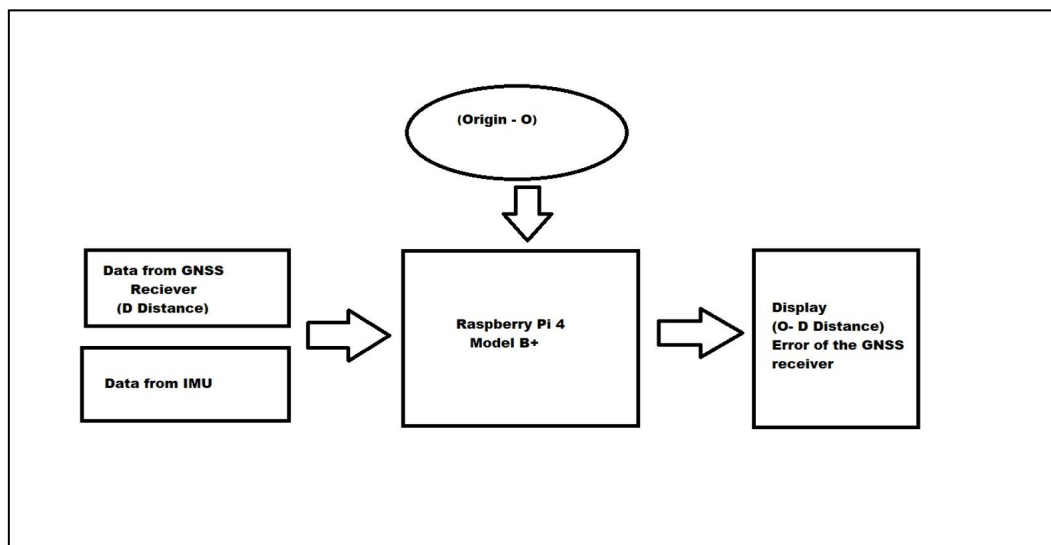 (Origin - O)
Data from GNSS
Reciever
(D Distance)
Data from IMU
Raspberry Pi 4
Model B+
Display
(O- D Distance)
Error of the GNSS
receiver